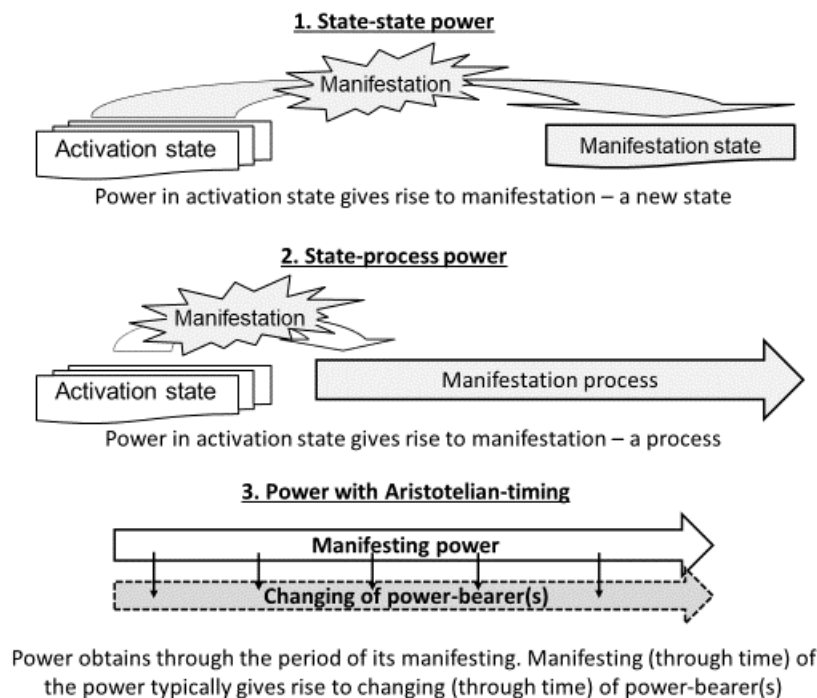 1. State-state power
Manifestation
Activation state
Manifestation state
Power in activation state gives rise to manifestation – a new state
2. State-process power
Manifestation
Activation state
Manifestation process
Power in activation state gives rise to manifestation – a process
3. Power with Aristotelian-timing
Manifesting power
Changing of power-bearer(s)
Power obtains through the period of its manifesting. Manifesting (through time) of
the power typically gives rise to changing (through time) of power-bearer(s)